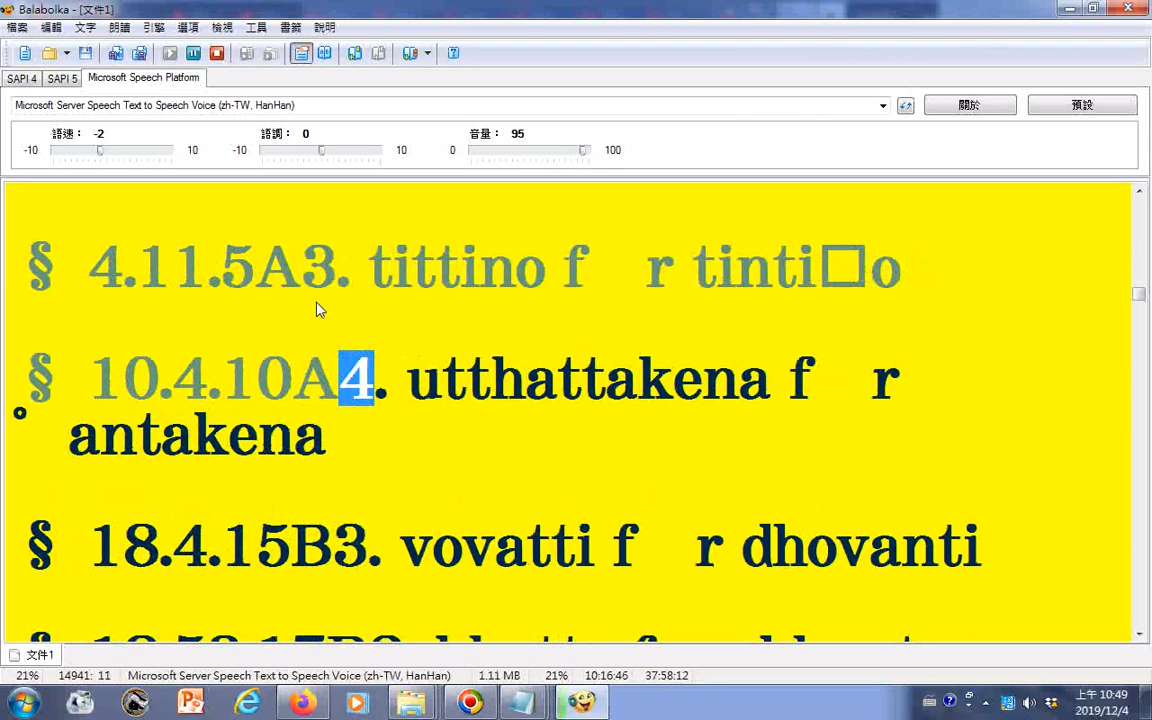 Balabolka - [文件1]
檔案 編輯 文字 朗讀 引擎 選項 檢視 工具 書籤 說明
SAPI 4 SAPI 5 Microsoft Speech Platform
Microsoft Server Speech Text to Speech Voice (zh-TW, HanHan) 關於 預設
語速： -2 語調： 0 音量： 95
-10 10 -10 10 0 100
§ 4.11.5A3. tittino f r tinti□o
§ 10.4.10A4. utthattakena f r
antakena
§ 18.4.15B3. vovatti f r dhovanti
文件1
21% 14941: 11 Microsoft Server Speech Text to Speech Voice (zh-TW, HanHan) 1.11 MB 21% 10:16:46 37:58:12
上午 10:49
2019/12/4